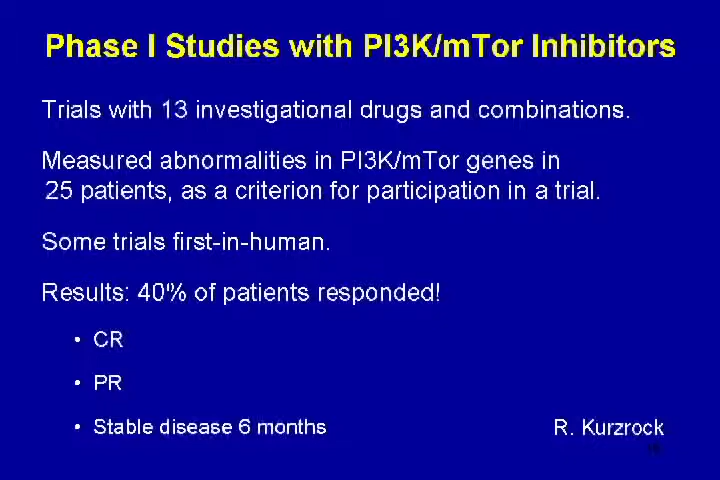 Phase I Studies with PI3K/mTor Inhibitors
Trials with 13 investigational drugs and combinations.
Measured abnormalities in PI3K/mTor genes in
25 patients, as a criterion for participation in a trial.
Some trials first-in-human.
Results: 40% of patients responded!
• CR
• PR
• Stable disease 6 months
R. Kurzrock